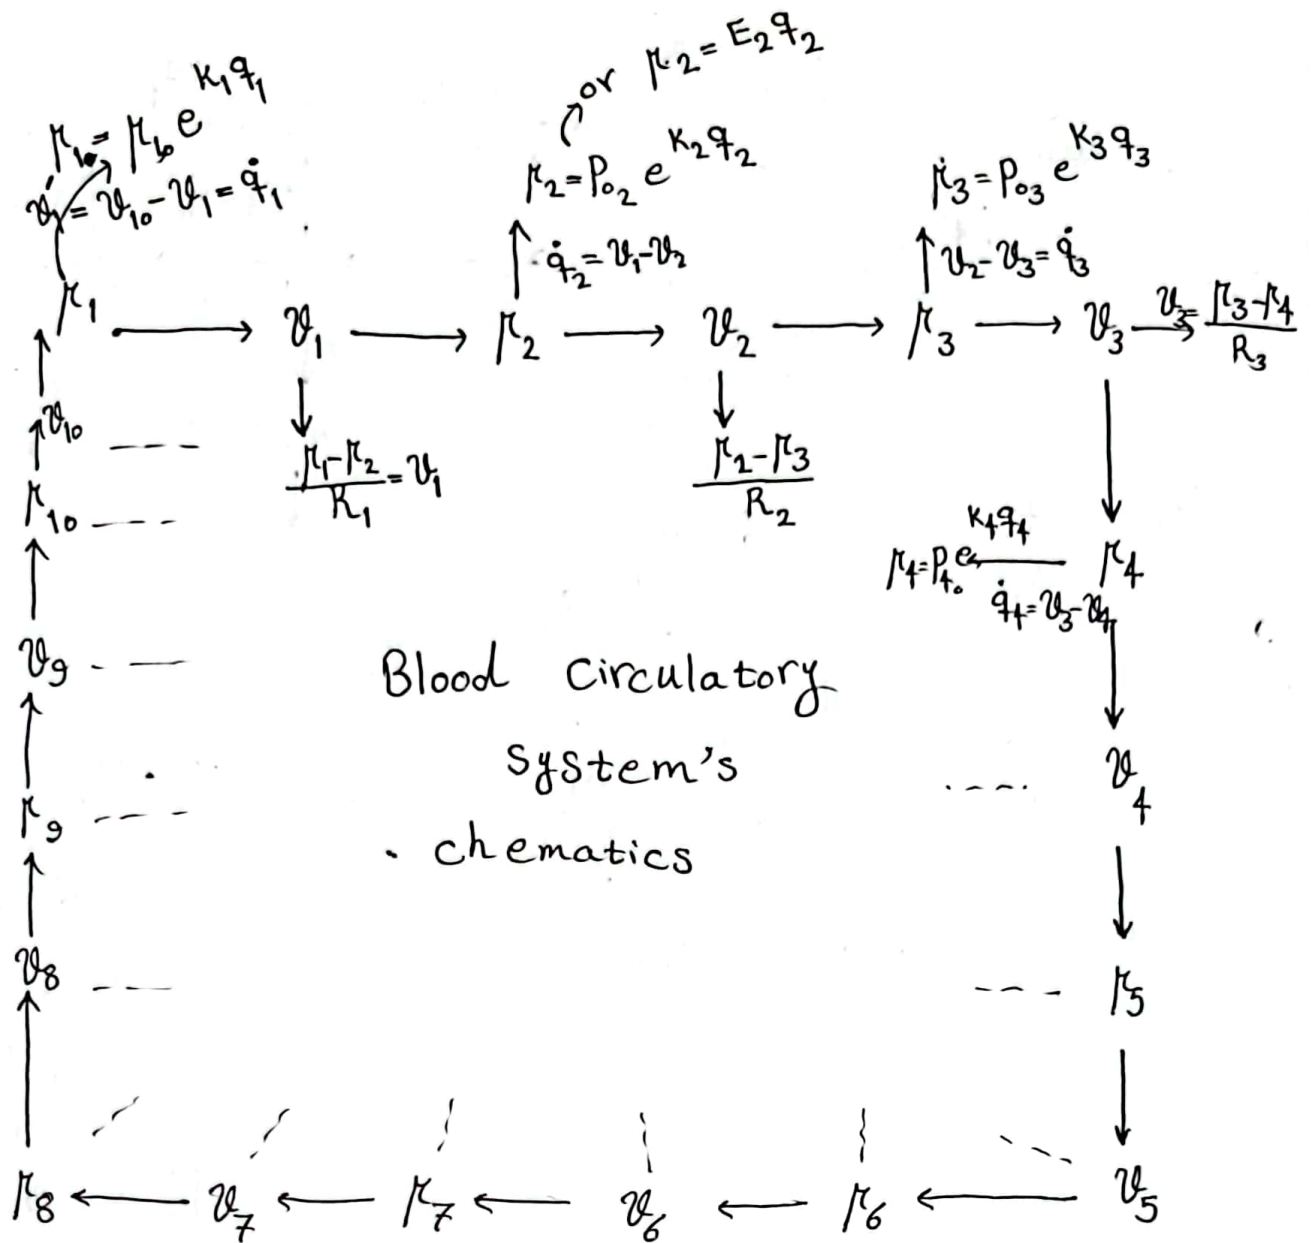 or p₂ = E₂q₂
p₁₀ = p₁₀ e^{K₁q₁}
p₂ = P₀₂ e^{K₂q₂}
ṗ₃ = P₀₃ e^{K₃q₃}
= v₁₀ - v₁ = q̇₁
q̇₂ = v₁ - v₂
v₂ - v₃ = q̇₃
p₁ → v₁ → p₂ → v₂ → p₃ → v₃ → v₃ = (p₃ - p₄)/R₃
v₁₀
(p₁ - p₂)/R₁ = v₁
(p₂ - p₃)/R₂
p₁₀
p₄ = P₄₀ e^{K₄q₄} ← p₄
q̇₄ = v₃ - v₄
v₉
Blood circulatory
system's
v₄
p₉
chematics
v₈
p₅
p₈ ← v₇ ← p₇ ← v₆ ← p₆ ← v₅